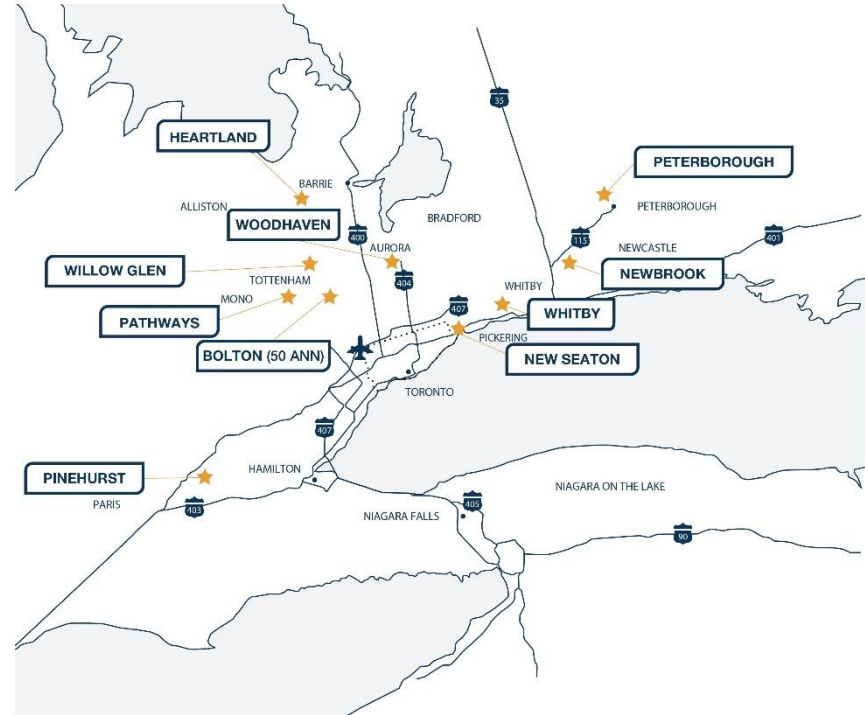 35
HEARTLAND
PETERBOROUGH
BARRIE
ALLISTON
PETERBOROUGH
WOODHAVEN
BRADFORD
400
115
401
AURORA
NEWCASTLE
WILLOW GLEN
TOTTENHAM
404
NEWBROOK
WHITBY
MONO
407
PATHWAYS
WHITBY
BOLTON (50 ANN)
PICKERING
NEW SEATON
TORONTO
407
HAMILTON
PINEHURST
PARIS
403
NIAGARA ON THE LAKE
405
NIAGARA FALLS
90